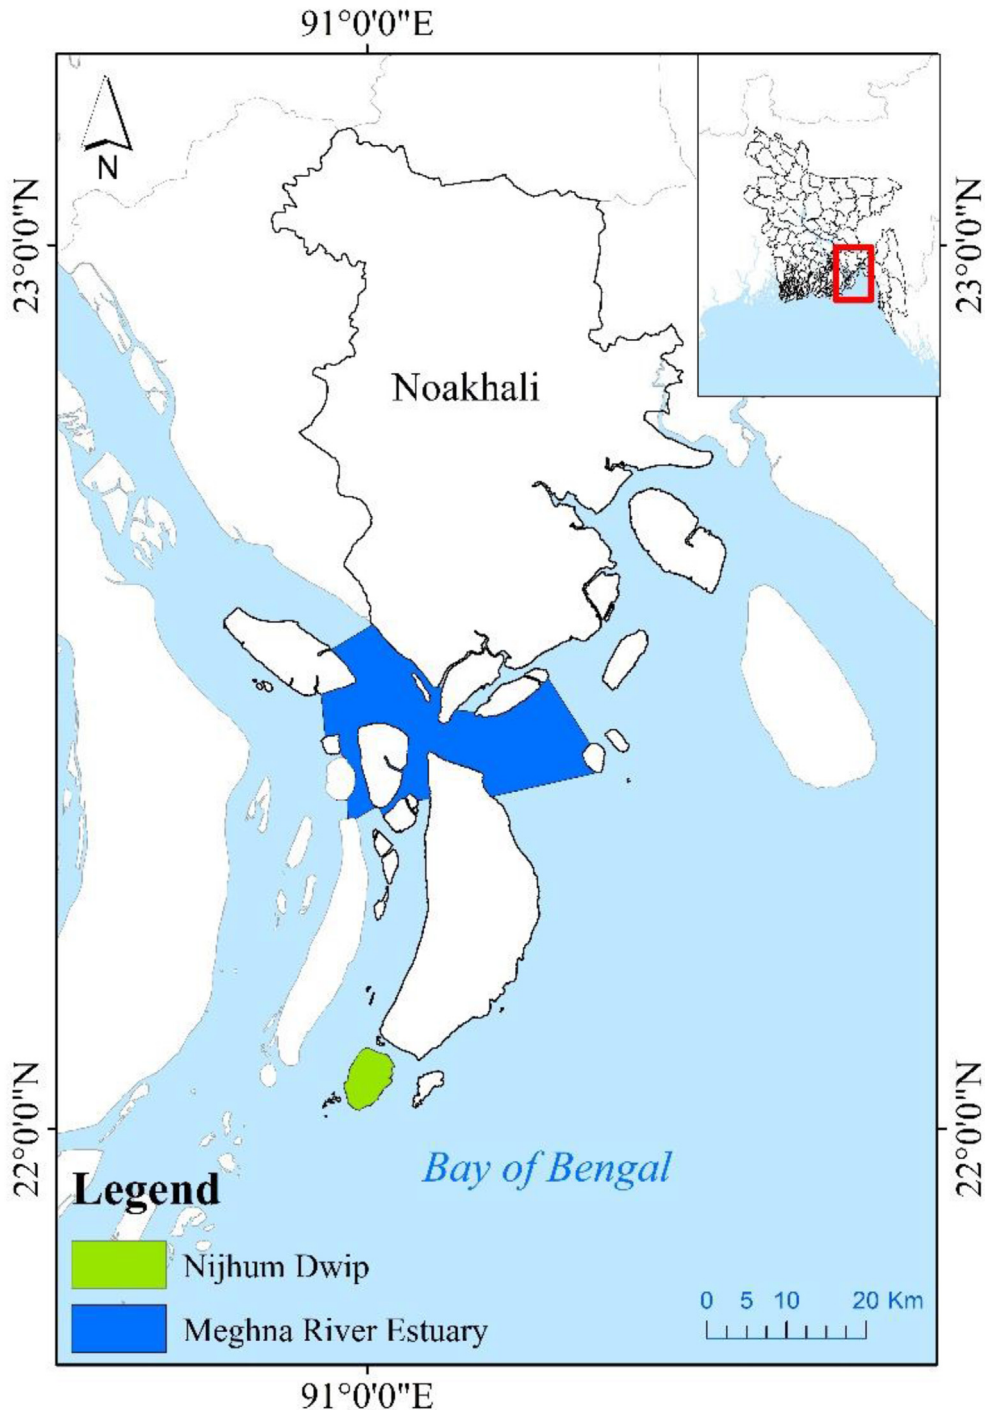 91°0'0"E
N
23°0'0"N
23°0'0"N
Noakhali
22°0'0"N
22°0'0"N
Bay of Bengal
Legend
Nijhum Dwip
Meghna River Estuary
0 5 10 20 Km
91°0'0"E